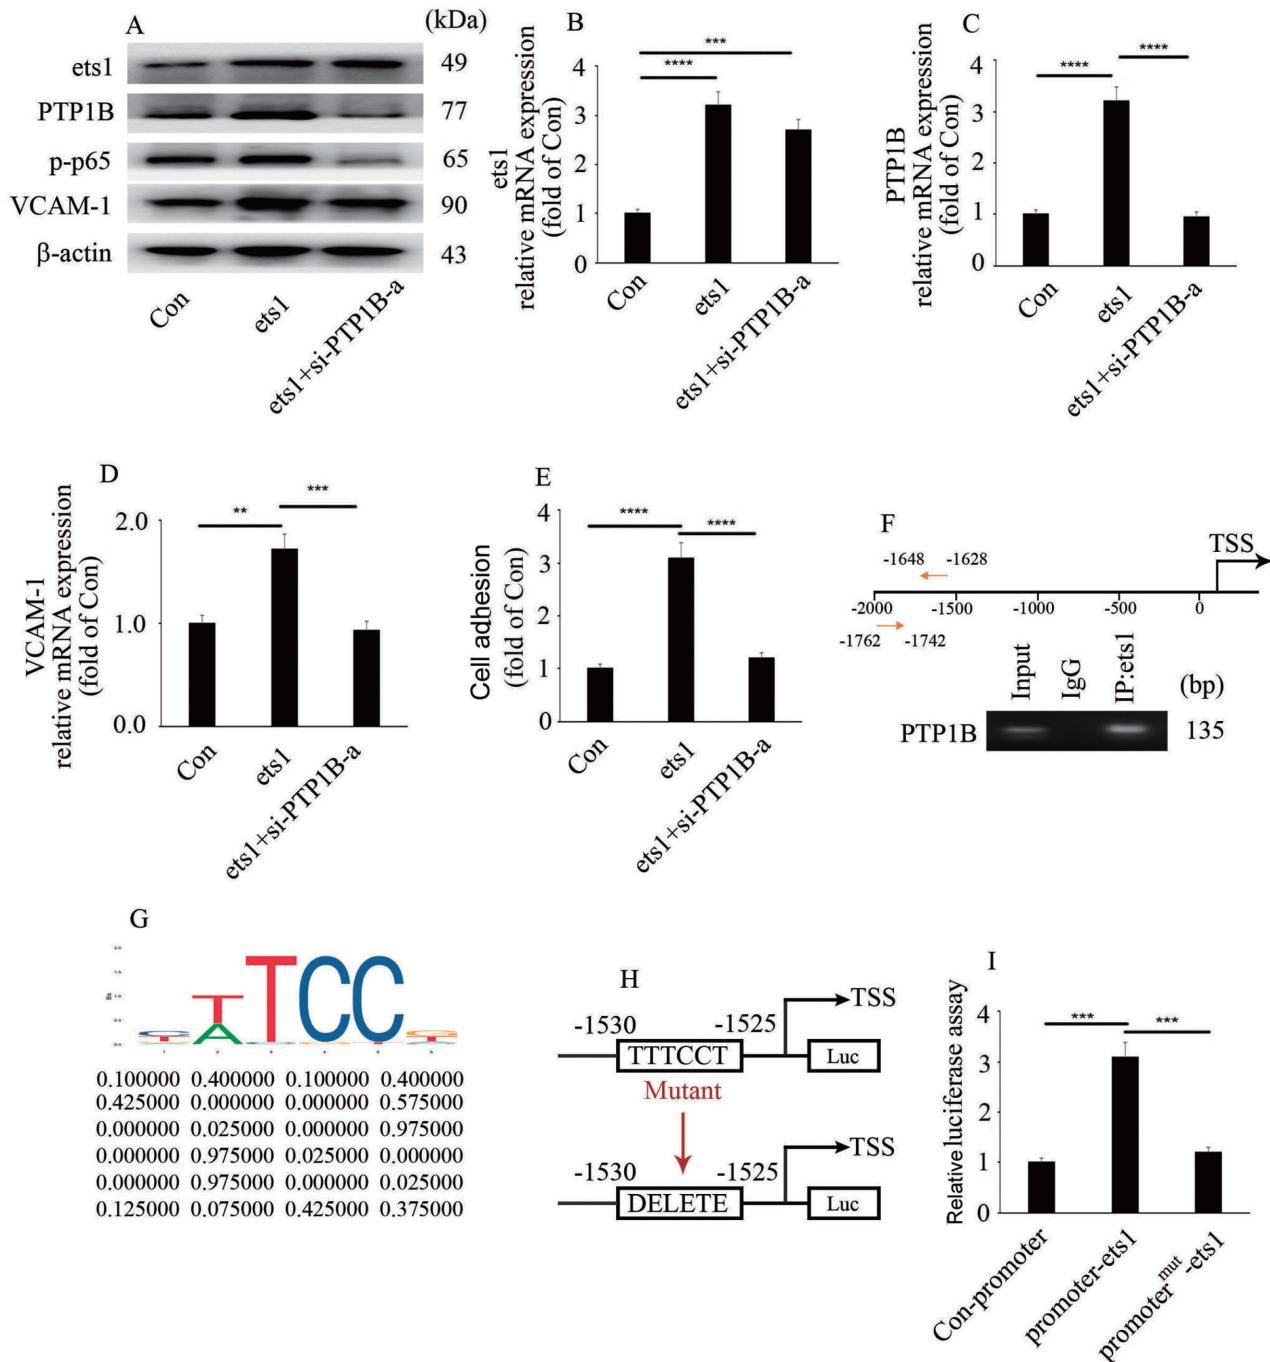 A
(kDa)
ets1
49
PTP1B
77
p-p65
65
VCAM-1
90
β-actin
43
Con
ets1
ets1+si-PTP1B-a
B
ets1
relative mRNA expression
(fold of Con)
4
3
2
1
0
***
****
Con
ets1
ets1+si-PTP1B-a
C
PTP1B
relative mRNA expression
(fold of Con)
4
3
2
1
0
****
****
Con
ets1
ets1+si-PTP1B-a
D
VCAM-1
relative mRNA expression
(fold of Con)
2.0
1.0
0.0
**
***
Con
ets1
ets1+si-PTP1B-a
E
Cell adhesion
(fold of Con)
4
3
2
1
0
****
****
Con
ets1
ets1+si-PTP1B-a
F
TSS
-1648 -1628
-2000 -1500 -1000 -500 0
-1762 -1742
Input
IgG
IP:ets1
(bp)
PTP1B
135
G
0.100000 0.400000 0.100000 0.400000
0.425000 0.000000 0.000000 0.575000
0.000000 0.025000 0.000000 0.975000
0.000000 0.975000 0.025000 0.000000
0.000000 0.975000 0.000000 0.025000
0.125000 0.075000 0.425000 0.375000
H
-1530 -1525 TSS
TTTCCT Luc
Mutant
-1530 -1525 TSS
DELETE Luc
I
Relative luciferase assay
4
3
2
1
0
***
***
Con-promoter
promoter-ets1
promoter^mut-ets1